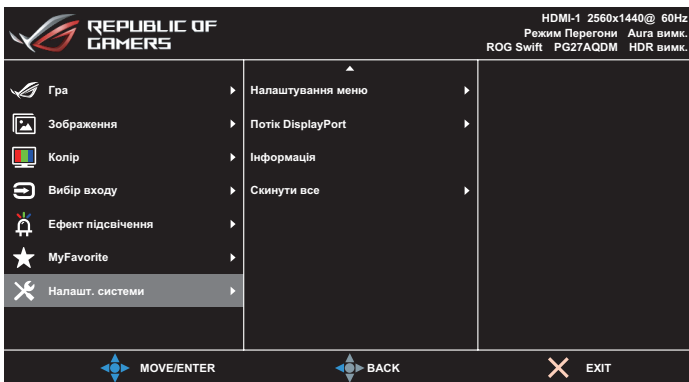 REPUBLIC OF
GAMERS
HDMI-1 2560x1440@ 60Hz
Режим Перегони Aura вимк.
ROG Swift PG27AQDM HDR вимк.
Гра
Зображення
Колір
Вибір входу
Ефект підсвічення
MyFavorite
Налашт. системи
Налаштування меню
Потік DisplayPort
Інформація
Скинути все
MOVE/ENTER
BACK
EXIT